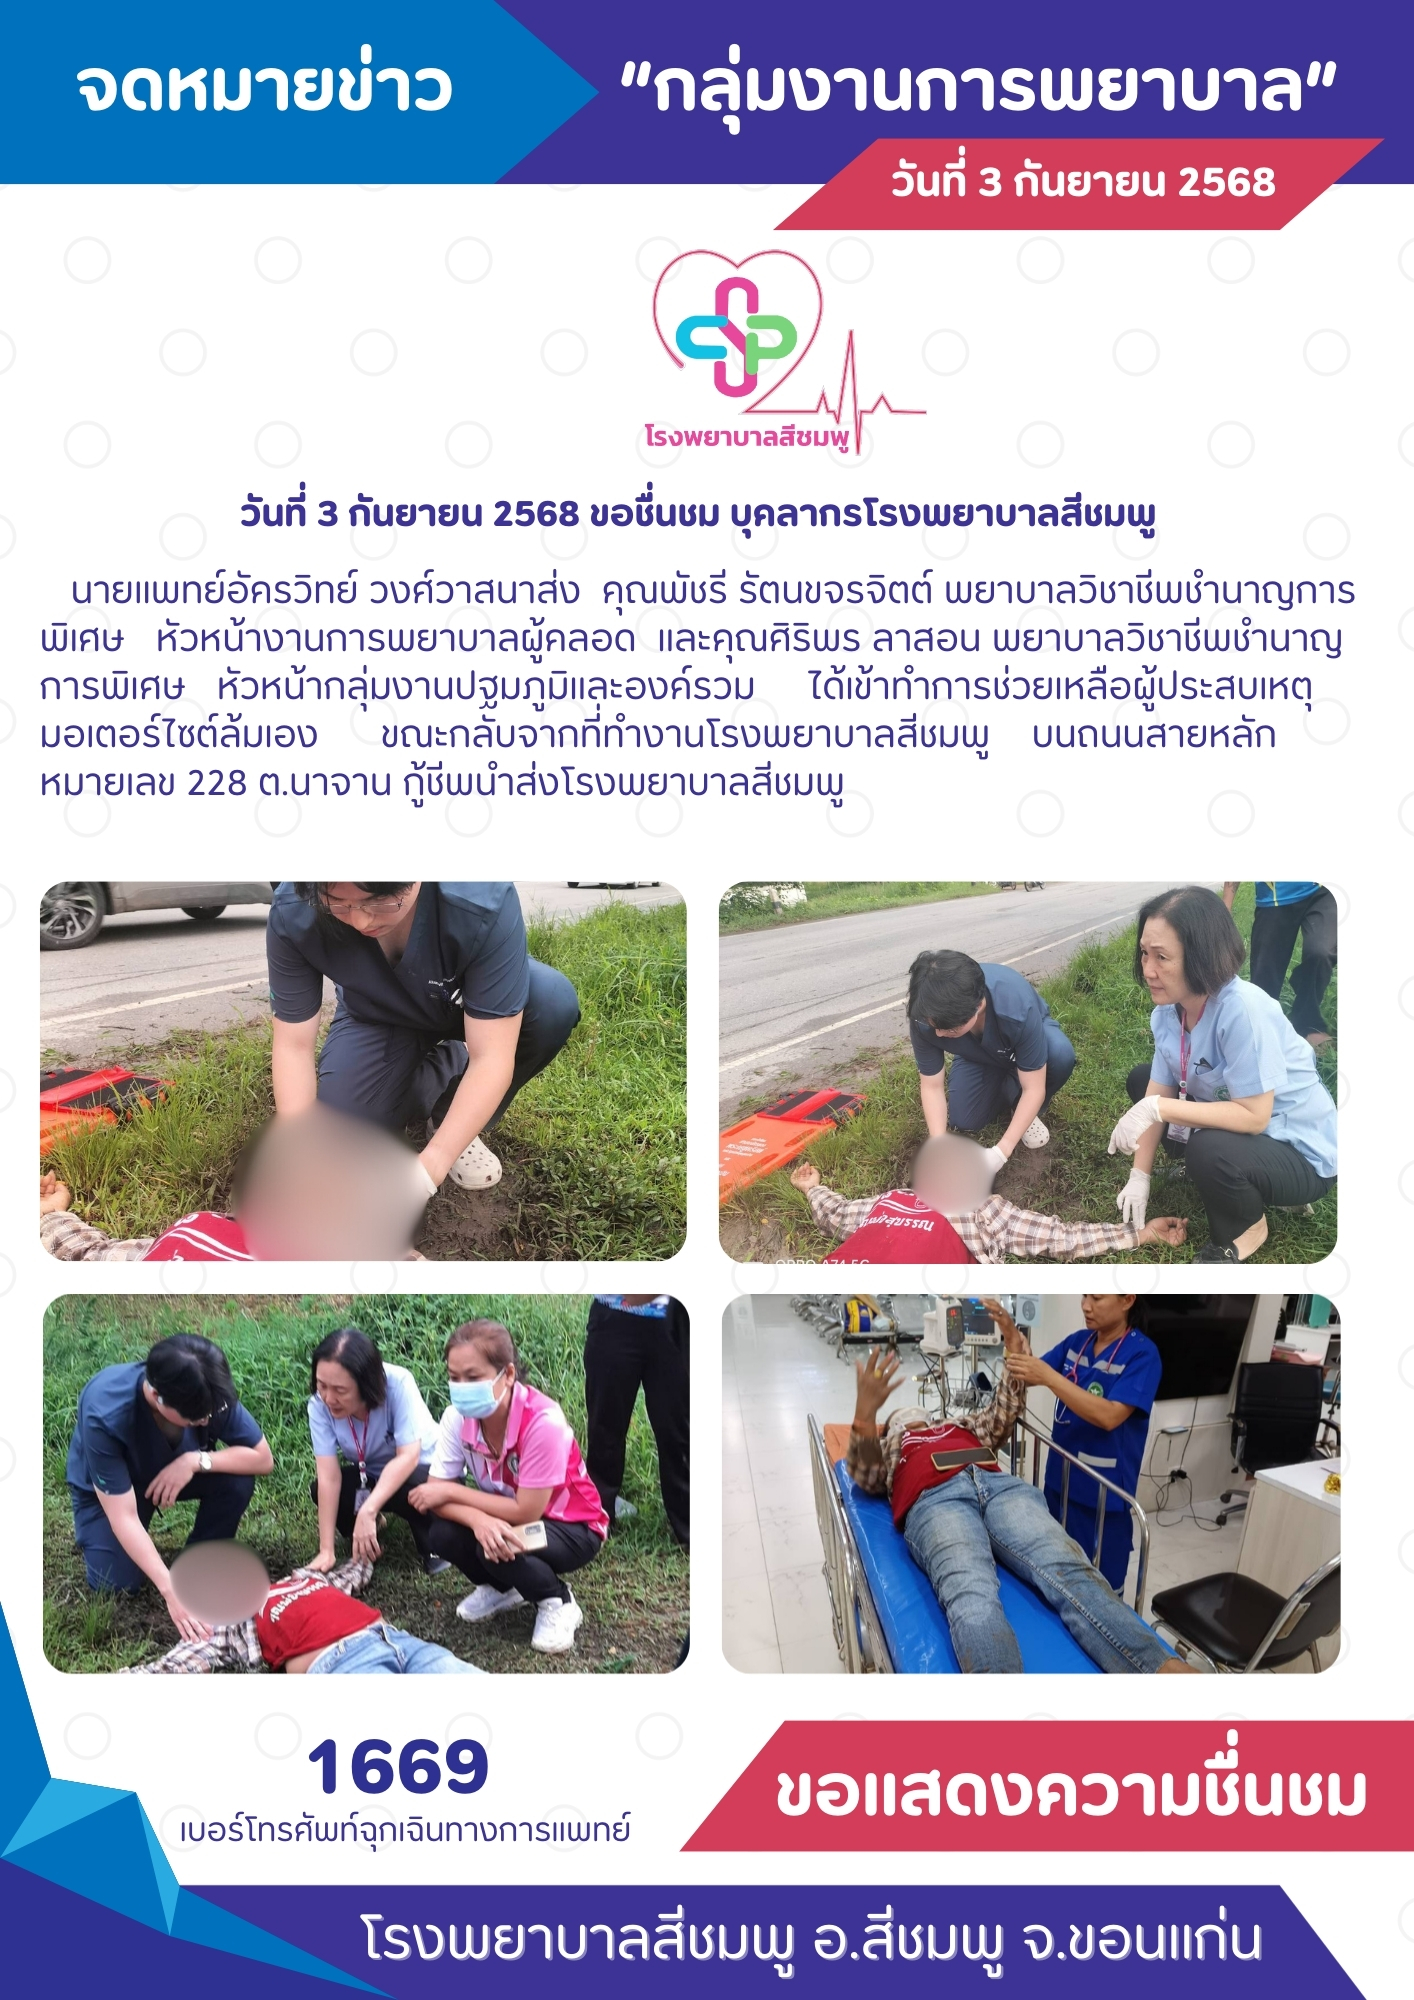 จดหมายข่าว
“กลุ่มงานการพยาบาล”
วันที่ 3 กันยายน 2568
โรงพยาบาลสีชมพู
วันที่ 3 กันยายน 2568 ขอชื่นชม บุคลากรโรงพยาบาลสีชมพู
นายแพทย์อัครวิทย์ วงศ์วาสนาส่ง คุณพัชรี รัตนขจรจิตต์ พยาบาลวิชาชีพชำนาญการ
พิเศษ หัวหน้างานการพยาบาลผู้คลอด และคุณศิริพร ลาสอน พยาบาลวิชาชีพชำนาญ
การพิเศษ หัวหน้ากลุ่มงานปฐมภูมิและองค์รวม ได้เข้าทำการช่วยเหลือผู้ประสบเหตุ
มอเตอร์ไซต์ล้มเอง ขณะกลับจากที่ทำงานโรงพยาบาลสีชมพู บนถนนสายหลัก
หมายเลข 228 ต.นาจาน กู้ชีพนำส่งโรงพยาบาลสีชมพู
1669
เบอร์โทรศัพท์ฉุกเฉินทางการแพทย์
ขอแสดงความชื่นชม
โรงพยาบาลสีชมพู อ.สีชมพู จ.ขอนแก่น